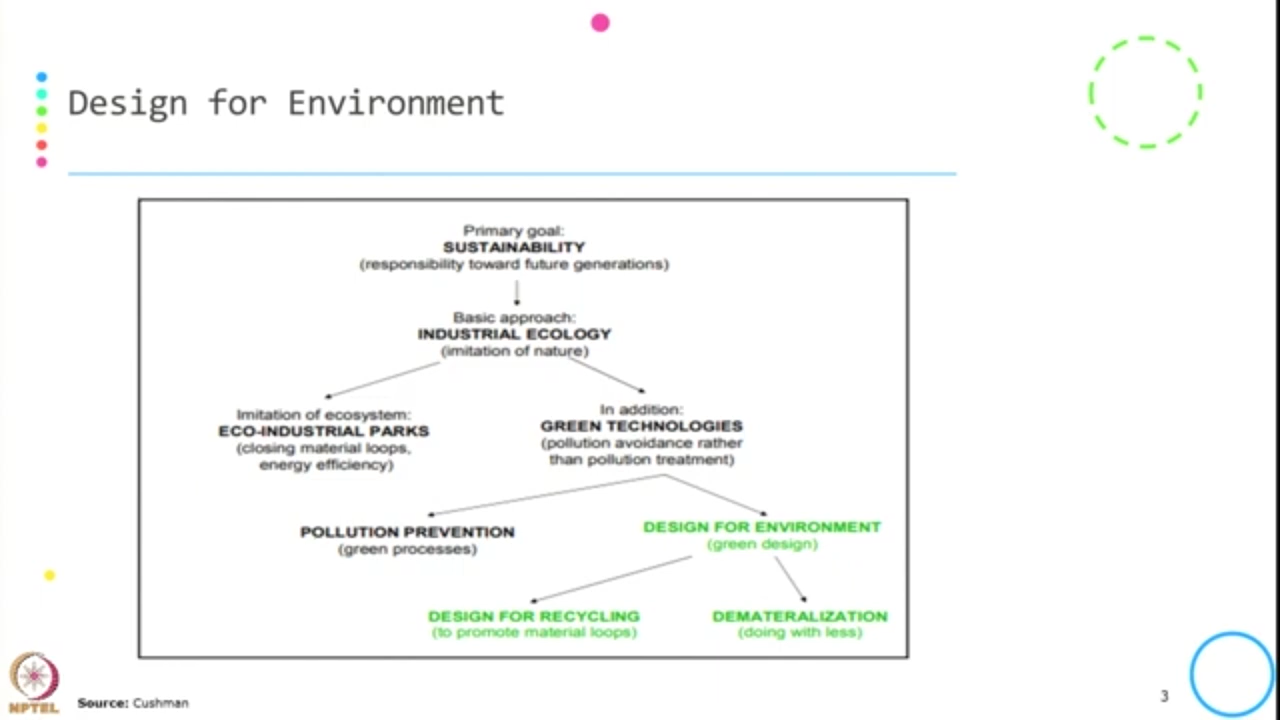 Design for Environment
Primary goal:
SUSTAINABILITY
(responsibility toward future generations)
Basic approach:
INDUSTRIAL ECOLOGY
(imitation of nature)
Imitation of ecosystem:
ECO-INDUSTRIAL PARKS
(closing material loops,
energy efficiency)
In addition:
GREEN TECHNOLOGIES
(pollution avoidance rather
than pollution treatment)
POLLUTION PREVENTION
(green processes)
DESIGN FOR ENVIRONMENT
(green design)
DESIGN FOR RECYCLING
(to promote material loops)
DEMATERALIZATION
(doing with less)
NPTEL
Source: Cushman
3